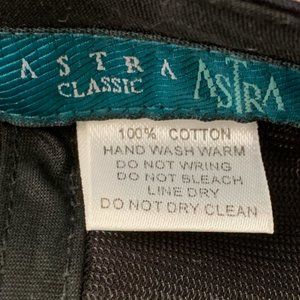 ASTRA
CLASSIC
ASTRA
100% COTTON
HAND WASH WARM
DO NOT WRING
DO NOT BLEACH
LINE DRY
DO NOT DRY CLEAN